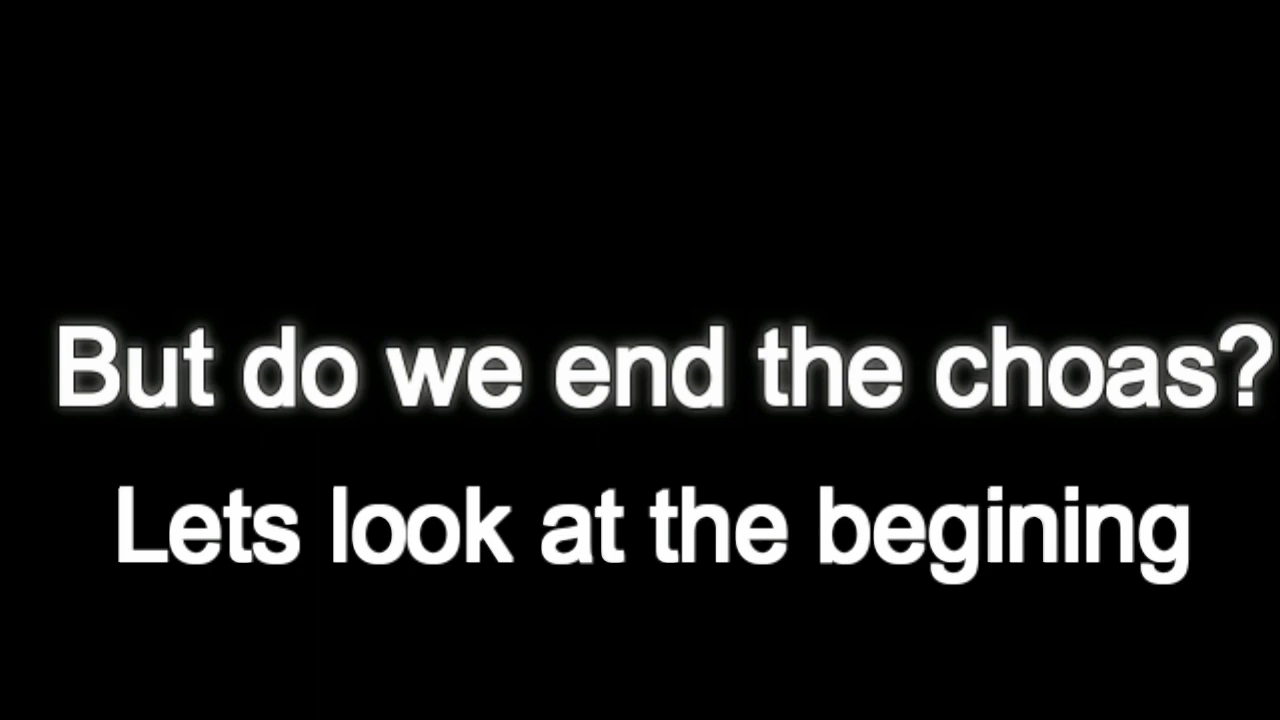 But do we end the choas?
Lets look at the begining